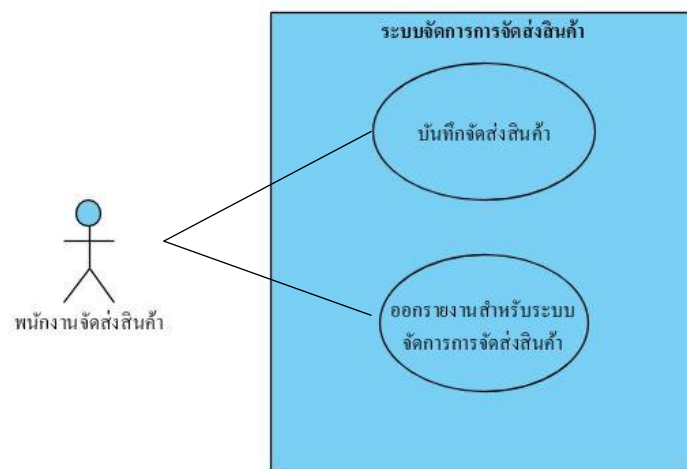 ระบบจัดการการจัดส่งสินค้า
บันทึกจัดส่งสินค้า
พนักงานจัดส่งสินค้า
ออกรายงานสำหรับระบบ
จัดการการจัดส่งสินค้า